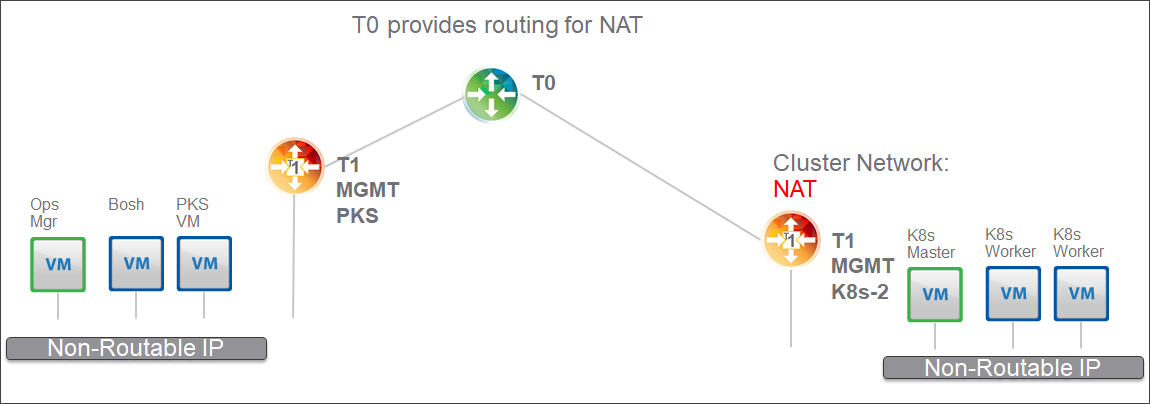 T0 provides routing for NAT
T0
T1
T1
MGMT
PKS
Ops
Mgr
Bosh
PKS
VM
VM
VM
VM
Non-Routable IP
Cluster Network:
NAT
T1
T1
MGMT
K8s-2
K8s
Master
K8s
Worker
K8s
Worker
VM
VM
VM
Non-Routable IP